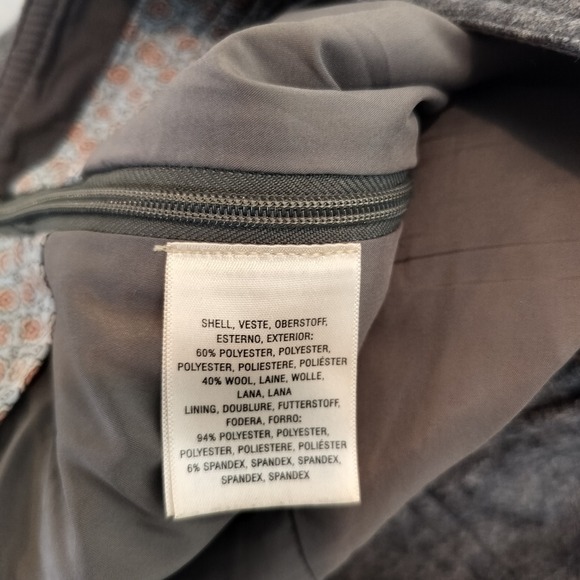 SHELL, VESTE, OBERSTOFF,
ESTERNO, EXTERIOR:
60% POLYESTER, POLYESTER,
POLYESTER, POLIESTERE, POLIÉSTER
40% WOOL, LAINE, WOLLE,
LANA, LANA
LINING, DOUBLURE, FUTTERSTOFF,
FODERA, FORRO:
94% POLYESTER, POLYESTER,
POLYESTER, POLIESTERE, POLIÉSTER
6% SPANDEX, SPANDEX, SPANDEX,
SPANDEX, SPANDEX